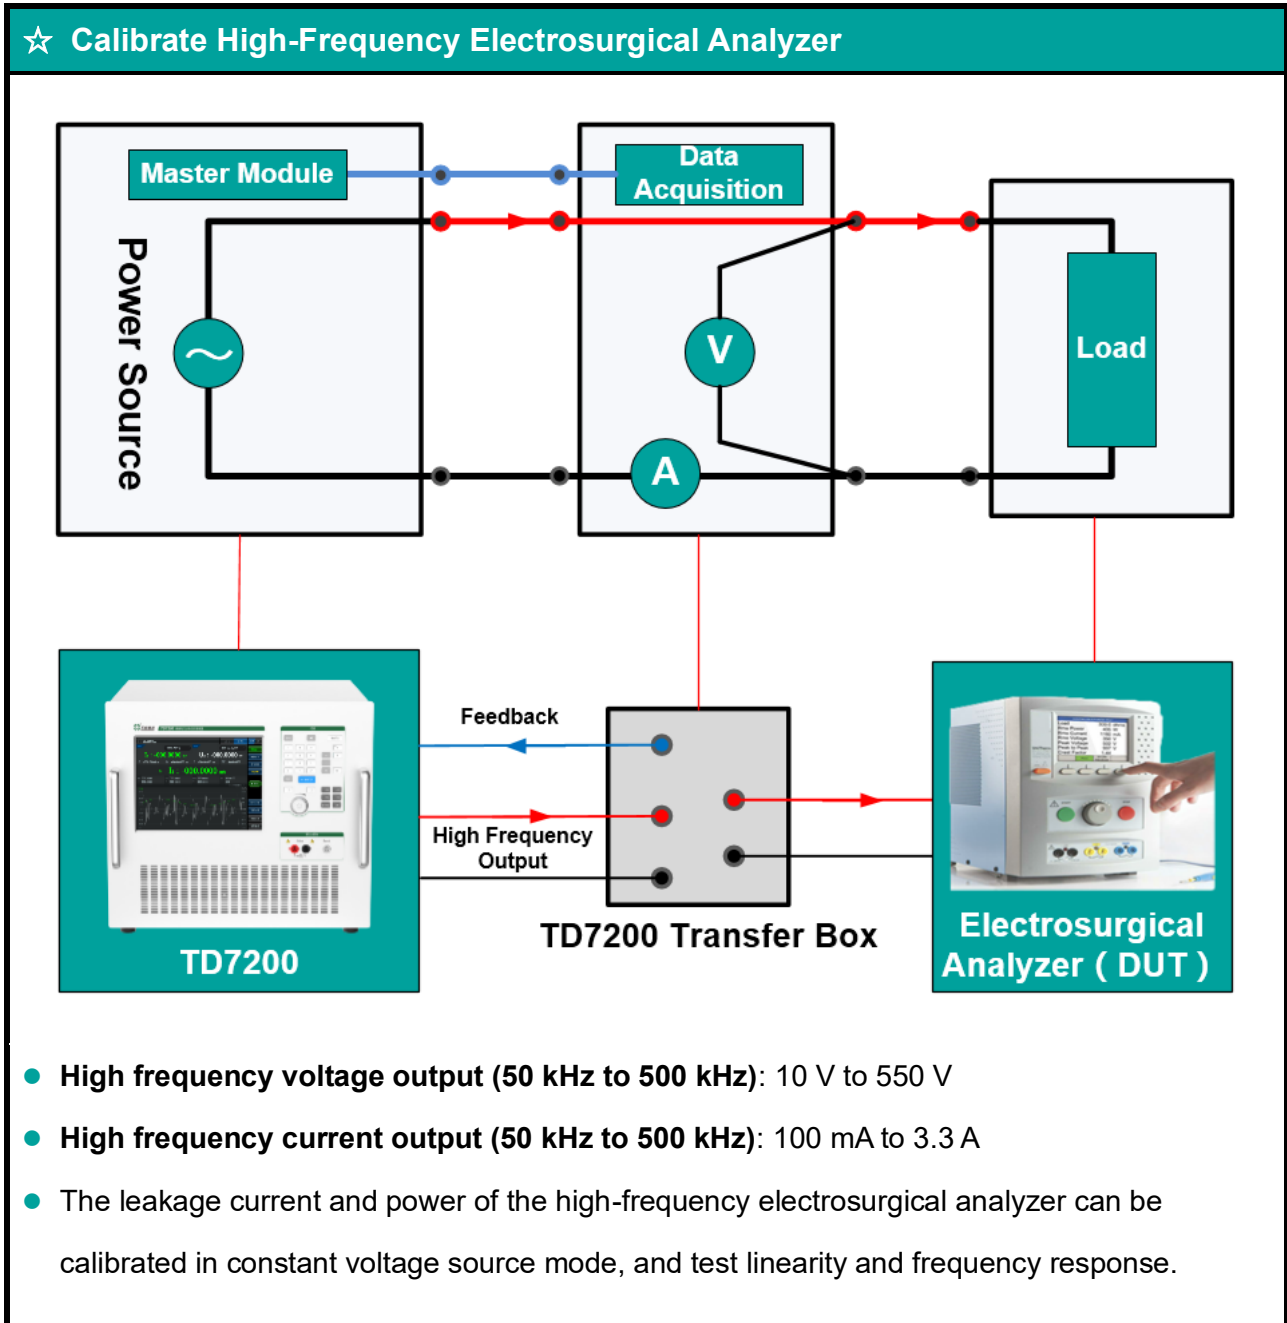 ☆ Calibrate High-Frequency Electrosurgical Analyzer
Master Module
Data
Acquisition
Power Source
V
A
Load
Feedback
High Frequency
Output
TD7200
TD7200 Transfer Box
Electrosurgical
Analyzer ( DUT )
● High frequency voltage output (50 kHz to 500 kHz): 10 V to 550 V
● High frequency current output (50 kHz to 500 kHz): 100 mA to 3.3 A
● The leakage current and power of the high-frequency electrosurgical analyzer can be
calibrated in constant voltage source mode, and test linearity and frequency response.